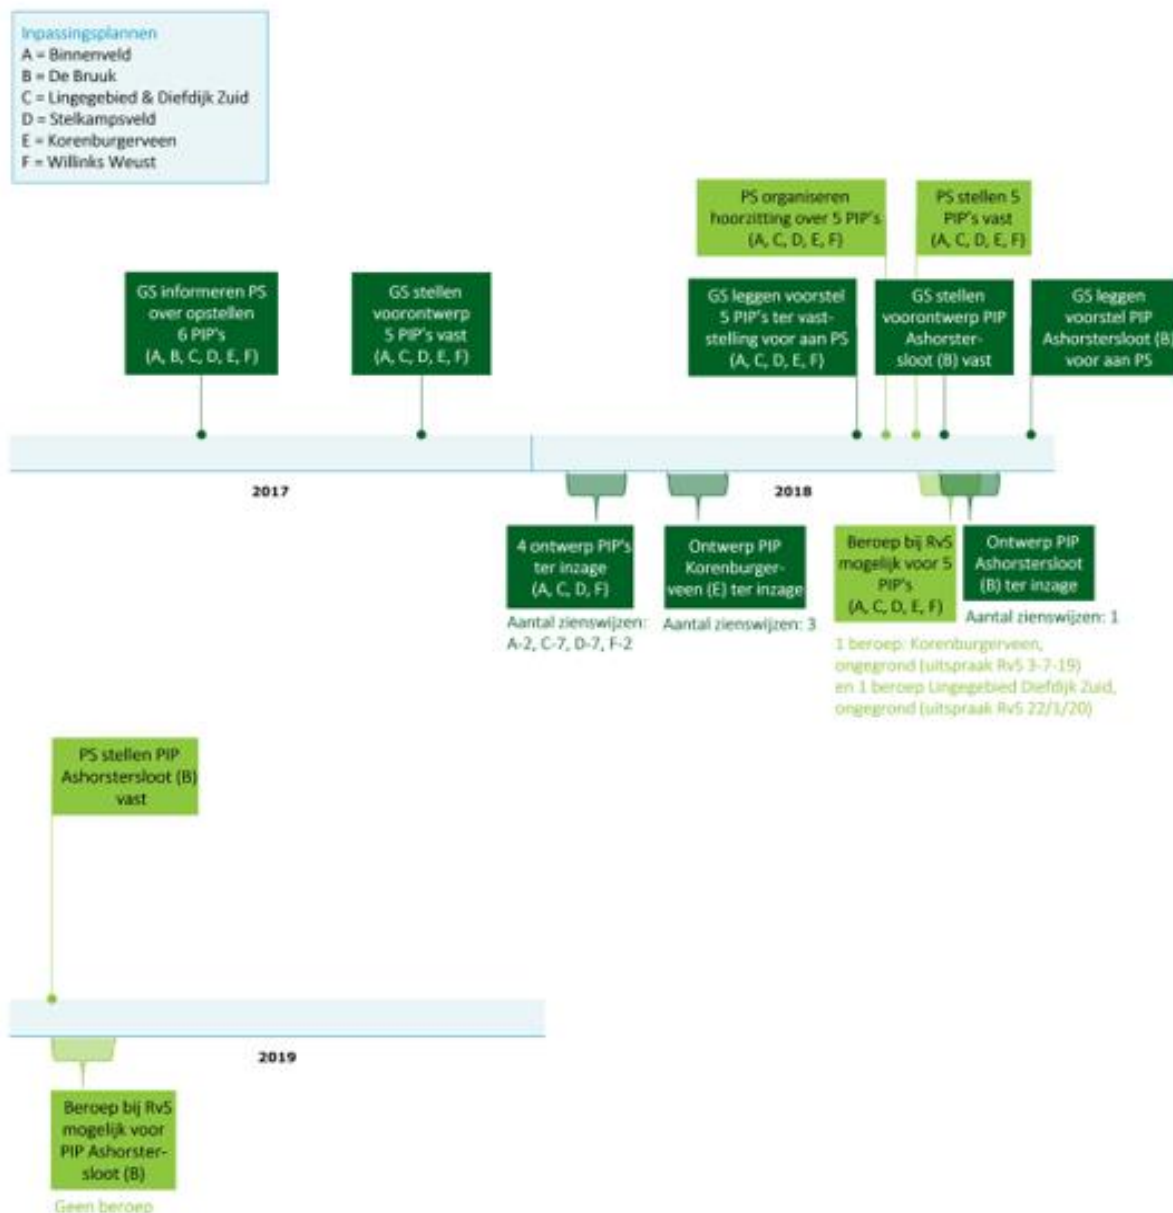 Inpassingsplannen
A = Binnenveld
B = De Bruuk
C = Lingegebied & Diefdijk Zuid
D = Stelkampsveld
E = Korenburgerveen
F = Willinks Weust
PS organiseren
hoorzitting over 5 PIP's
(A, C, D, E, F)
PS stellen 5
PIP's vast
(A, C, D, E, F)
GS informeren PS
over opstellen
6 PIP's
(A, B, C, D, E, F)
GS stellen
voorontwerp
5 PIP's vast
(A, C, D, E, F)
GS leggen voorstel
5 PIP's ter vast-
stelling voor aan PS
(A, C, D, E, F)
GS stellen
voorontwerp PIP
Ashorster-
sloot (B) vast
GS leggen
voorstel PIP
Ashorstersloot (B)
voor aan PS
2017
2018
4 ontwerp PIP's
ter inzage
(A, C, D, F)
Aantal zienswijzen:
A-2, C-7, D-7, F-2
Ontwerp PIP
Korenburger-
veen (E) ter inzage
Aantal zienswijzen: 3
Beroep bij RvS
mogelijk voor 5
PIP's
(A, C, D, E, F)
1 beroep: Korenburgerveen,
ongegrond (uitspraak RvS 3-7-19)
en 1 beroep Lingegebied Diefdijk Zuid,
ongegrond (uitspraak RvS 22/1/20)
Ontwerp PIP
Ashorstersloot
(B) ter inzage
Aantal zienswijzen: 1
PS stellen PIP
Ashorstersloot (B)
vast
2019
Beroep bij RvS
mogelijk voor
PIP Ashorster-
sloot (B)
Geen beroep